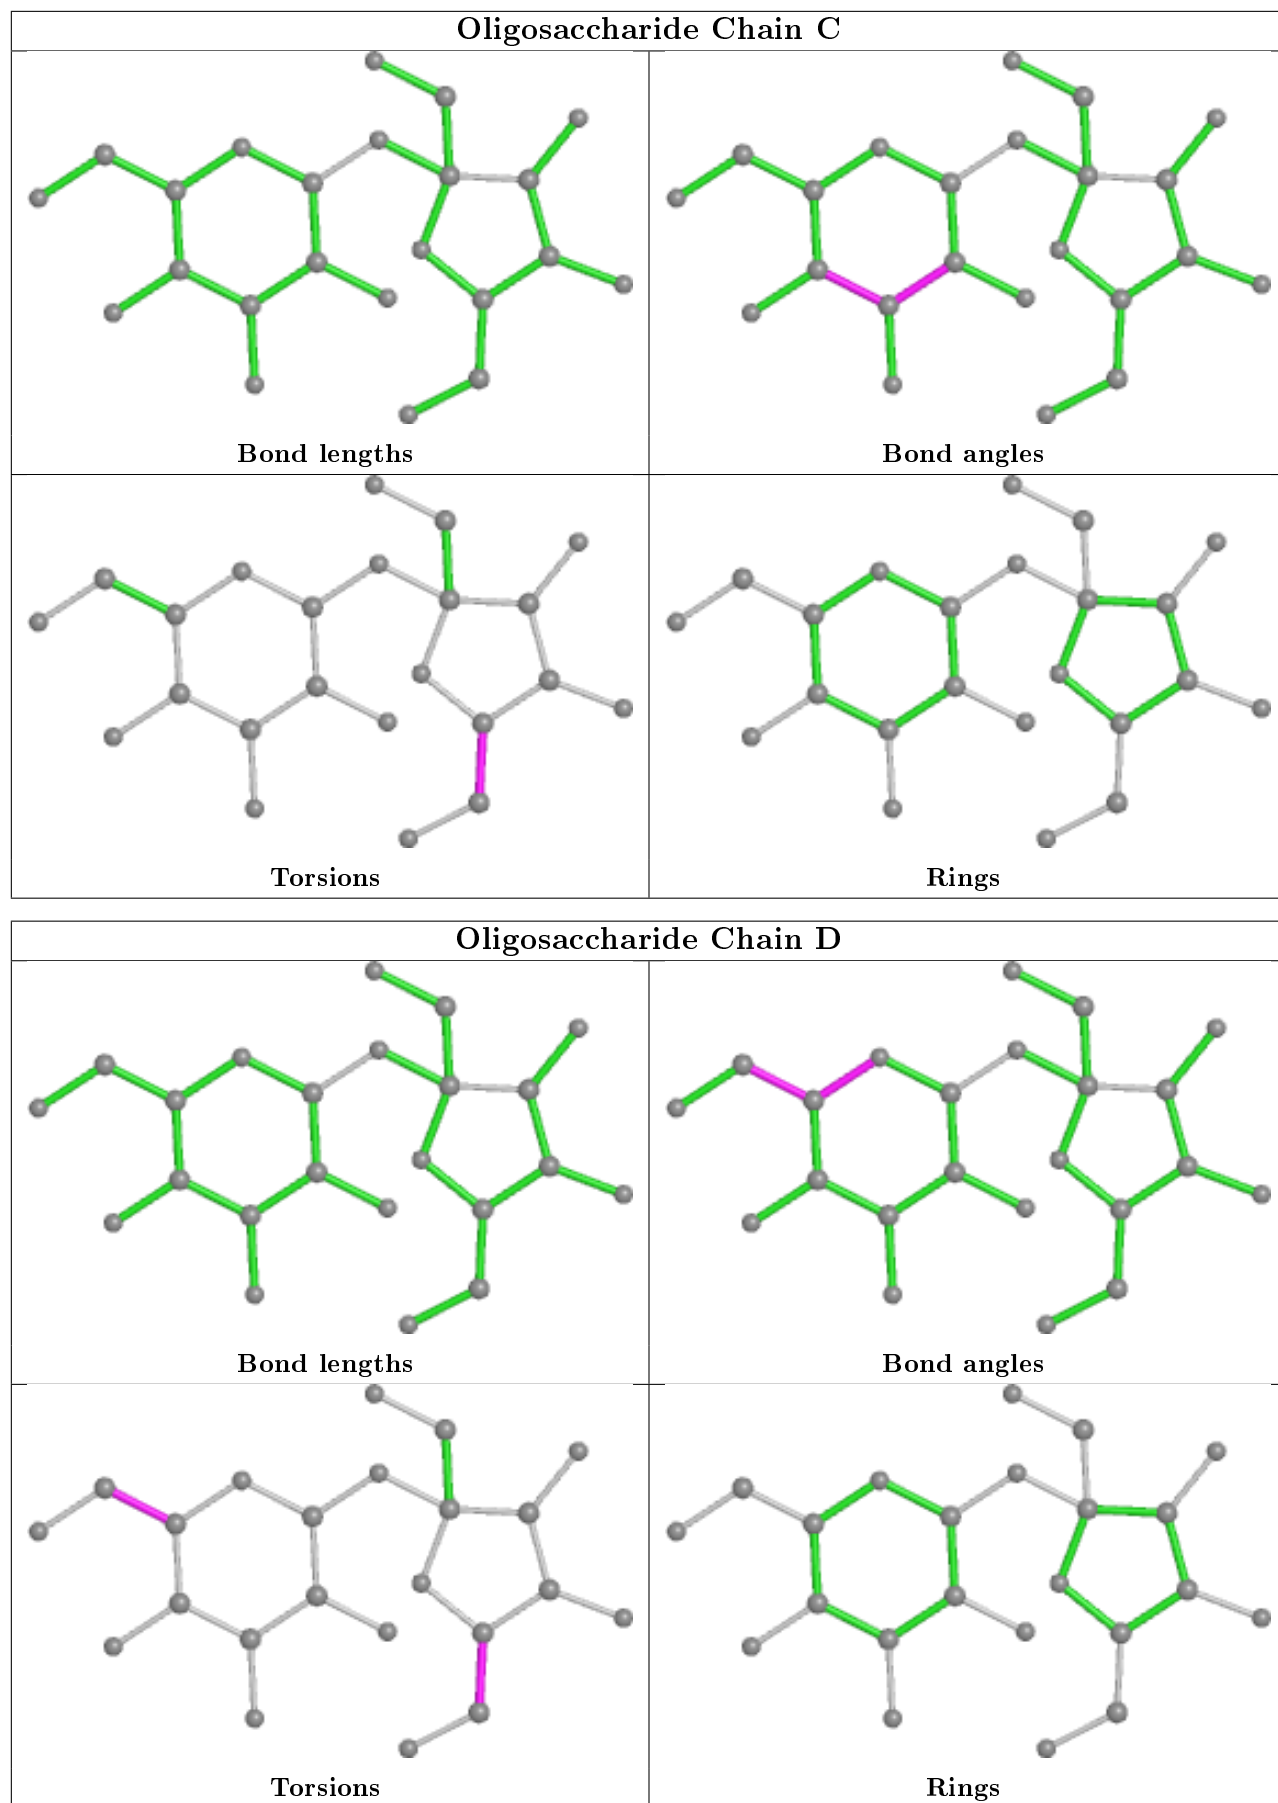 Oligosaccharide Chain C
Bond lengths
Bond angles
Torsions
Rings
Oligosaccharide Chain D
Bond lengths
Bond angles
Torsions
Rings